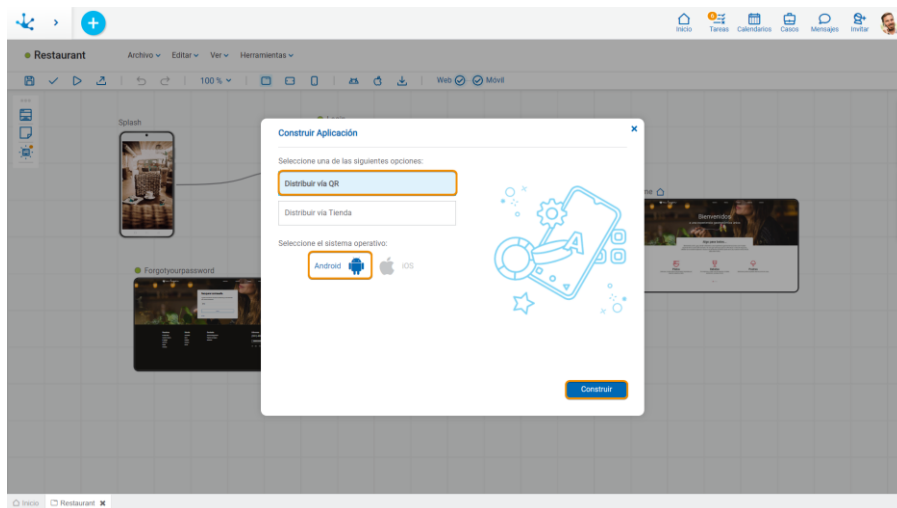 Inicio
Tareas
Calendarios
Casos
Mensajes
Invitar
Restaurant
Archivo
Editar
Ver
Herramientas
100 %
Web
Móvil
Splash
Construir Aplicación
Seleccione una de las siguientes opciones:
Distribuir vía QR
Distribuir vía Tienda
Seleccione el sistema operativo:
Android
iOS
Bienvenidos
Forgotyourpassword
Construir
Inicio
Restaurant